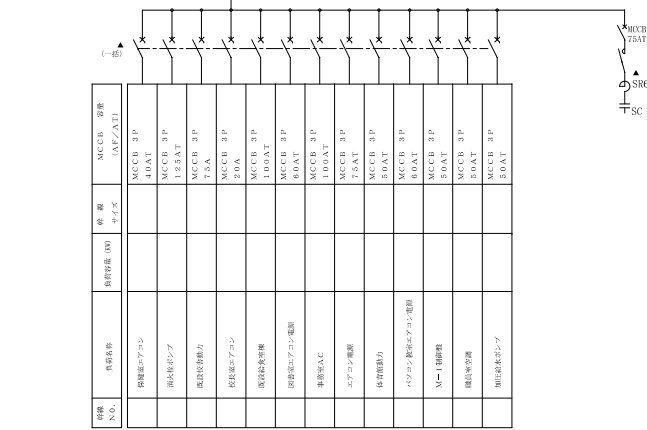 MCCB
75AT
▲
SR6
SC
▲
(一括)
MCCB 容量
(AF/AT)
MCCB 3P
40AT
MCCB 3P
125AT
MCCB 3P
75A
MCCB 3P
20A
MCCB 3P
100AT
MCCB 3P
60AT
MCCB 3P
100AT
MCCB 3P
75AT
MCCB 3P
50AT
MCCB 3P
60AT
MCCB 3P
50AT
MCCB 3P
50AT
MCCB 3P
50AT
幹線
サイズ
負荷容量 (KW)
負荷名称
保健室エアコン
消火栓ポンプ
既設校舎動力
校長室エアコン
既設給食室棟
図書室エアコン電源
事務室AC
エアコン電源
体育館動力
パソコン教室エアコン電源
M-1制御盤
職員室空調
加圧給水ポンプ
幹線
NO.